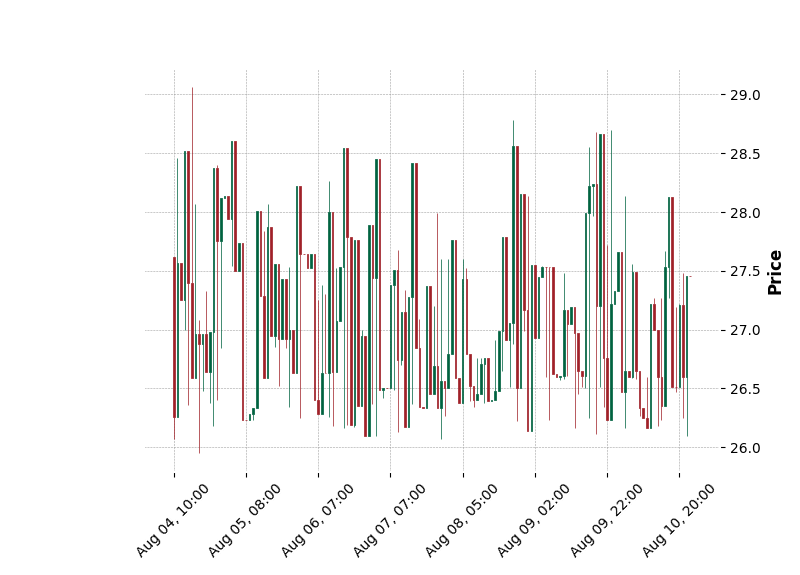 29.0
28.5
28.0
27.5
27.0
26.5
26.0
Price
Aug 04, 10:00
Aug 05, 08:00
Aug 06, 07:00
Aug 07, 07:00
Aug 08, 05:00
Aug 09, 02:00
Aug 09, 22:00
Aug 10, 20:00